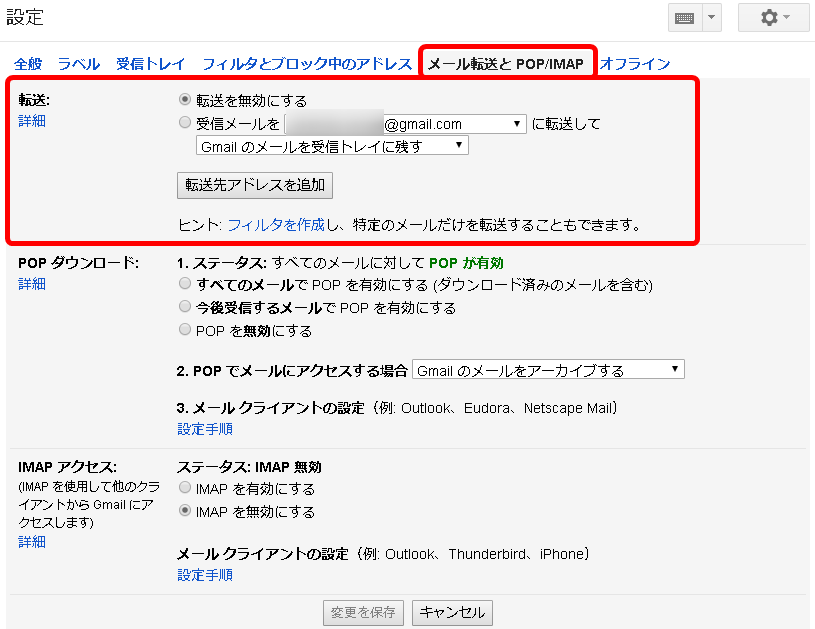 設定
全般 ラベル 受信トレイ フィルタとブロック中のアドレス メール転送と POP/IMAP オフライン
転送: 転送を無効にする
詳細 受信メールを @gmail.com に転送して
Gmail のメールを受信トレイに残す
転送先アドレスを追加
ヒント: フィルタを作成し、特定のメールだけを転送することもできます。
POP ダウンロード: 1. ステータス: すべてのメールに対して POP が有効
詳細 すべてのメールで POP を有効にする (ダウンロード済みのメールを含む)
今後受信するメールで POP を有効にする
POP を無効にする
2. POP でメールにアクセスする場合 Gmail のメールをアーカイブする
3. メール クライアントの設定（例: Outlook、Eudora、Netscape Mail）
設定手順
IMAP アクセス: ステータス: IMAP 無効
(IMAP を使用して他のクラ IMAP を有効にする
イアントから Gmail にア IMAP を無効にする
クセスします)
詳細
メール クライアントの設定（例: Outlook、Thunderbird、iPhone）
設定手順
変更を保存 キャンセル